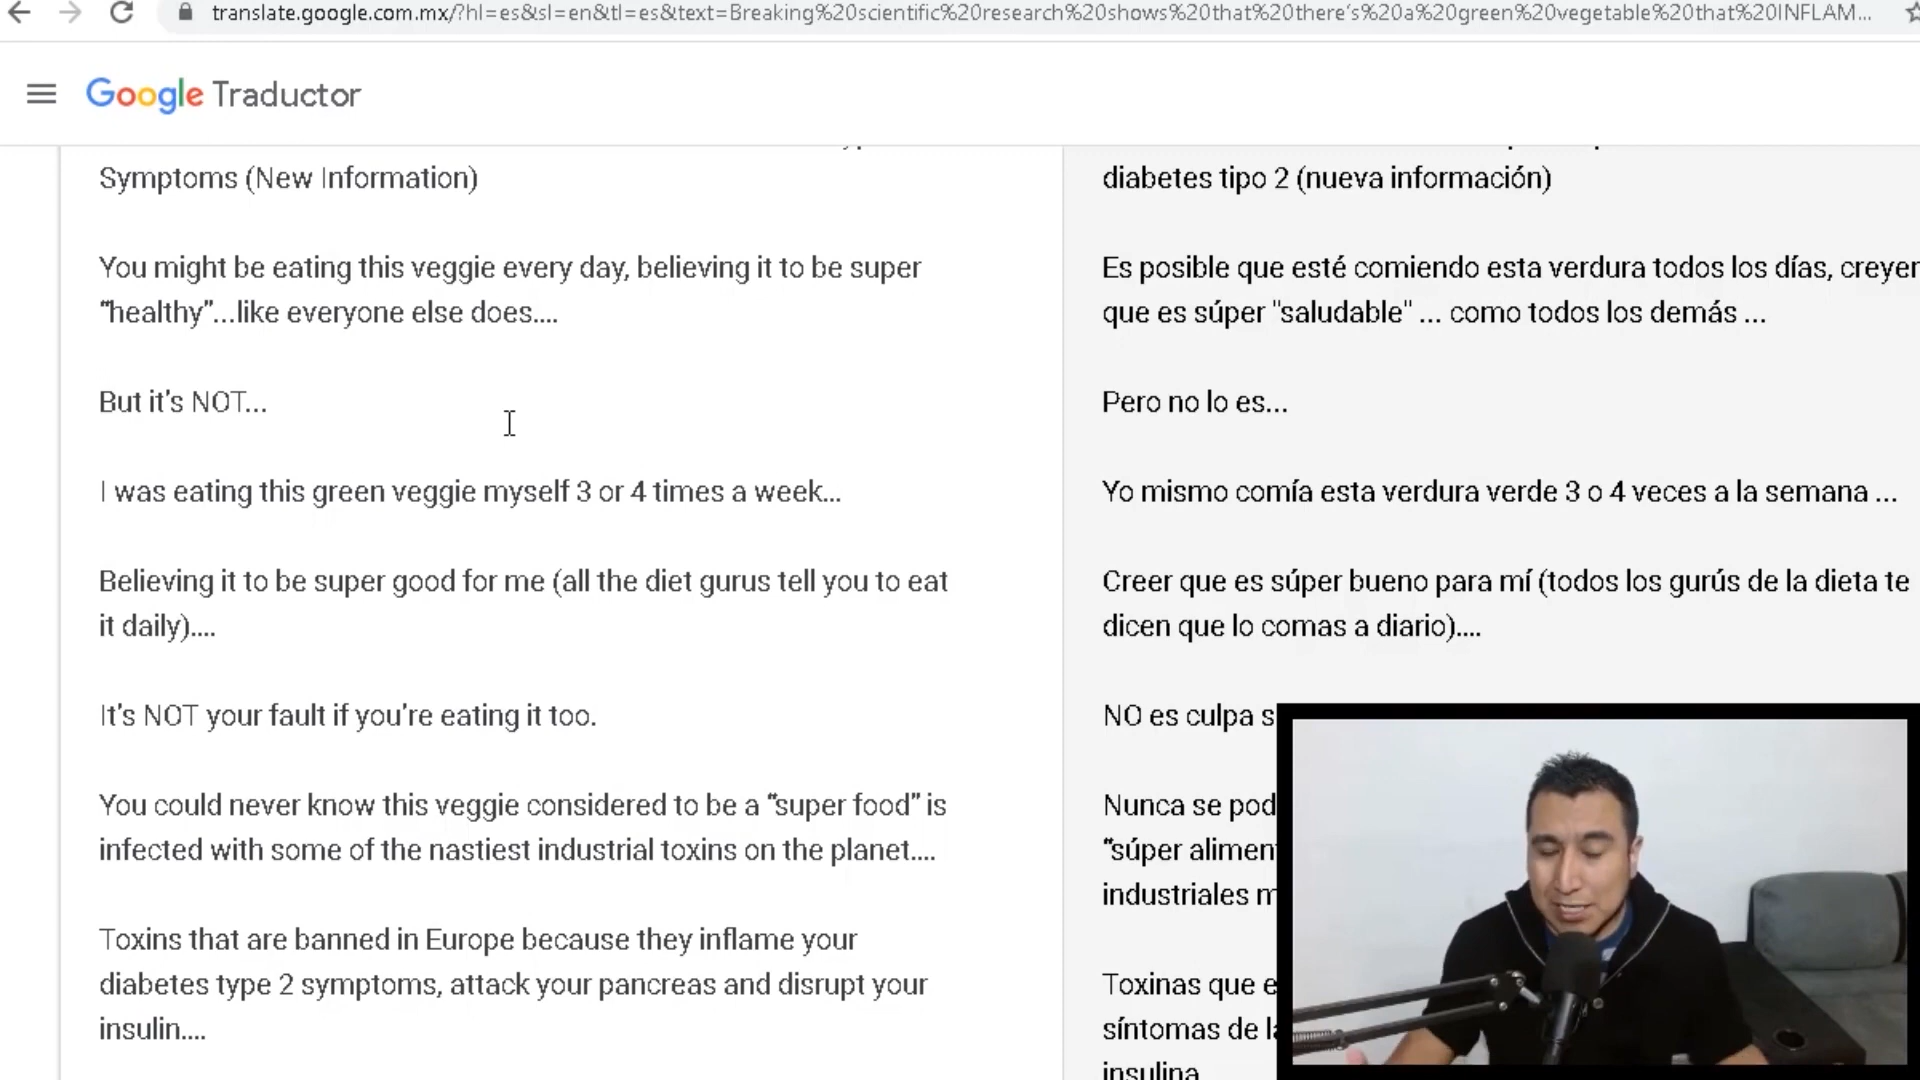 translate.google.com.mx/?hl=es&sl=en&tl=es&text=Breaking%20scientific%20research%20shows%20that%20there's%20a%20green%20vegetable%20that%20INFLAM...
Google Traductor
Symptoms (New Information)
You might be eating this veggie every day, believing it to be super
“healthy”...like everyone else does....
But it's NOT...
I was eating this green veggie myself 3 or 4 times a week...
Believing it to be super good for me (all the diet gurus tell you to eat
it daily)....
It's NOT your fault if you're eating it too.
You could never know this veggie considered to be a “super food” is
infected with some of the nastiest industrial toxins on the planet....
Toxins that are banned in Europe because they inflame your
diabetes type 2 symptoms, attack your pancreas and disrupt your
insulin....
diabetes tipo 2 (nueva información)
Es posible que esté comiendo esta verdura todos los días, creyer
que es súper "saludable" ... como todos los demás ...
Pero no lo es...
Yo mismo comía esta verdura verde 3 o 4 veces a la semana ...
Creer que es súper bueno para mí (todos los gurús de la dieta te
dicen que lo comas a diario)....
NO es culpa s
Nunca se pod
“súper alimen
industriales m
Toxinas que e
síntomas de la
insulina